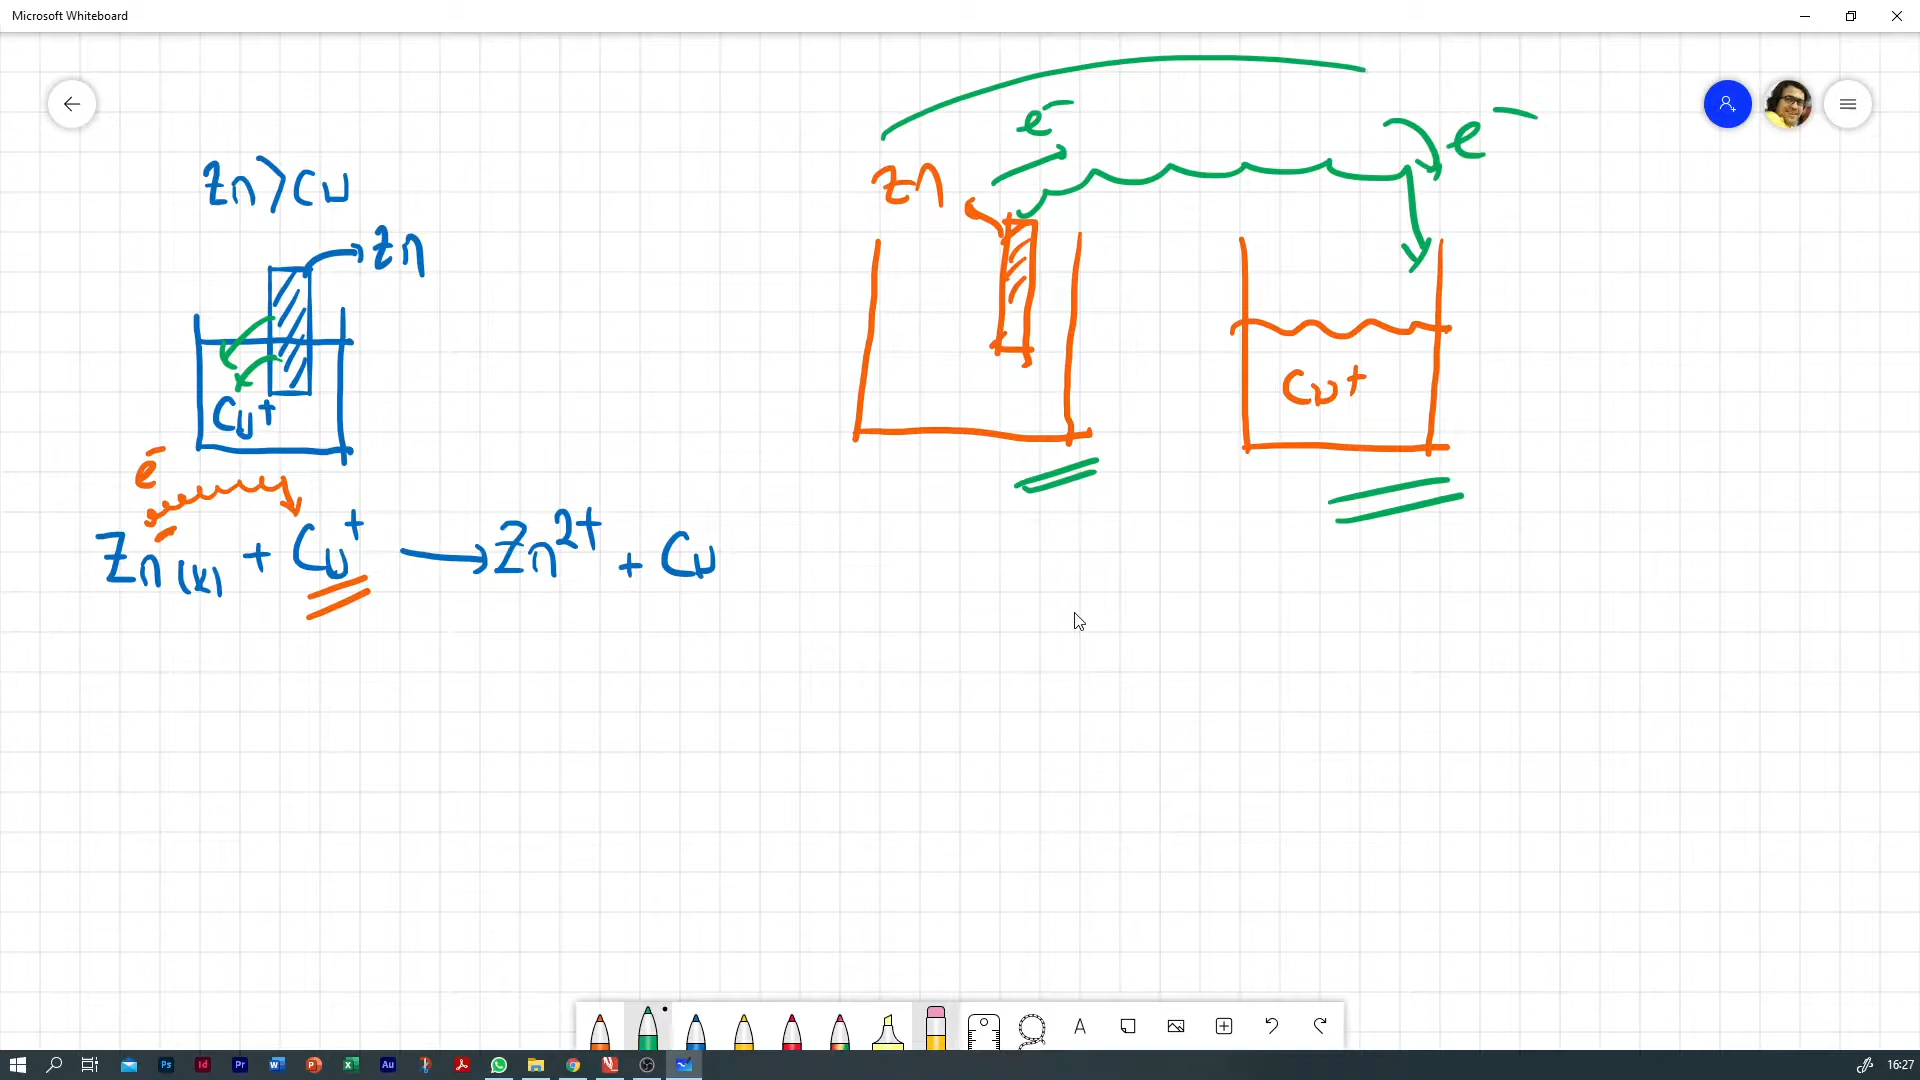 Microsoft Whiteboard
Zn > Cu
Zn
Cu+
e-
Zn(k) + Cu+ → Zn2+ + Cu
e-
e-
Zn
Cu+
16:27